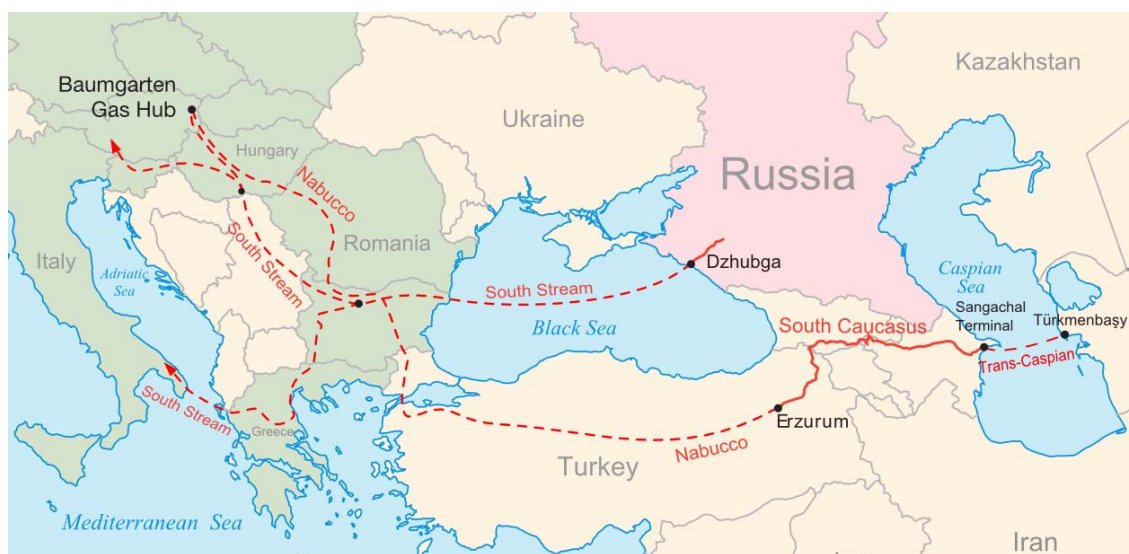 Kazakhstan
Baumgarten
Gas Hub
Ukraine
Hungary
Russia
Nabucco
Romania
Italy
Adriatic
Sea
South Stream
Dzhubga
South Stream
Caspian
Sea
Black Sea
South Caucasus
Sangachal
Terminal
Türkmenbaşy
Trans-Caspian
South Stream
Greece
Erzurum
Nabucco
Turkey
Mediterranean Sea
Iran